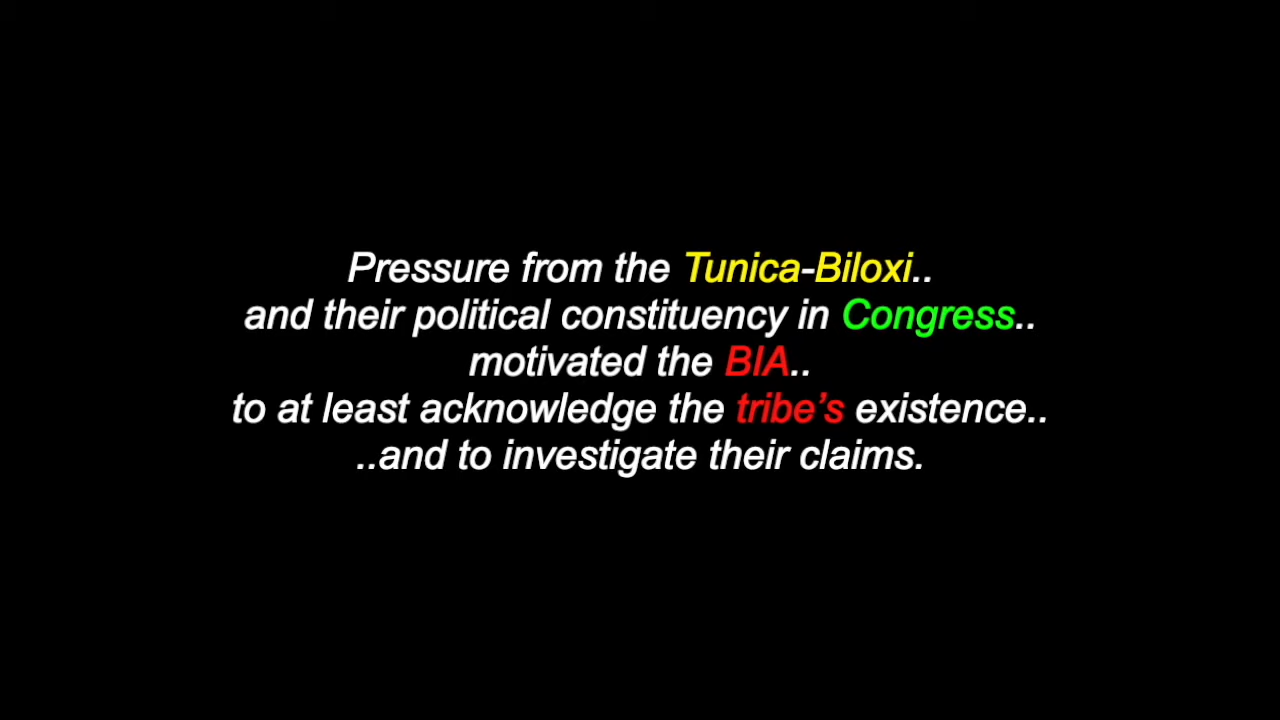 Pressure from the Tunica-Biloxi..
and their political constituency in Congress..
motivated the BIA..
to at least acknowledge the tribe’s existence..
..and to investigate their claims.